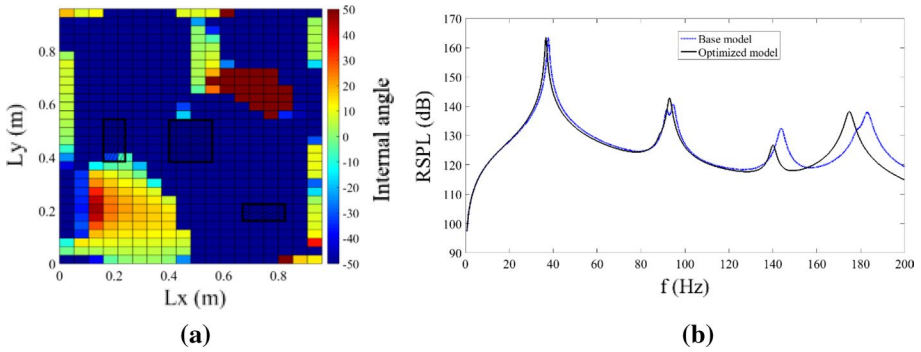 50
40
30
20
10
0
-10
-20
-30
-40
-50
Internal angle
0.8
0.6
0.4
0.2
0
Ly (m)
0 0.2 0.4 0.6 0.8
Lx (m)
(a)
170
160
150
140
130
120
110
100
90
RSPL (dB)
Base model
Optimized model
0 20 40 60 80 100 120 140 160 180 200
f (Hz)
(b)